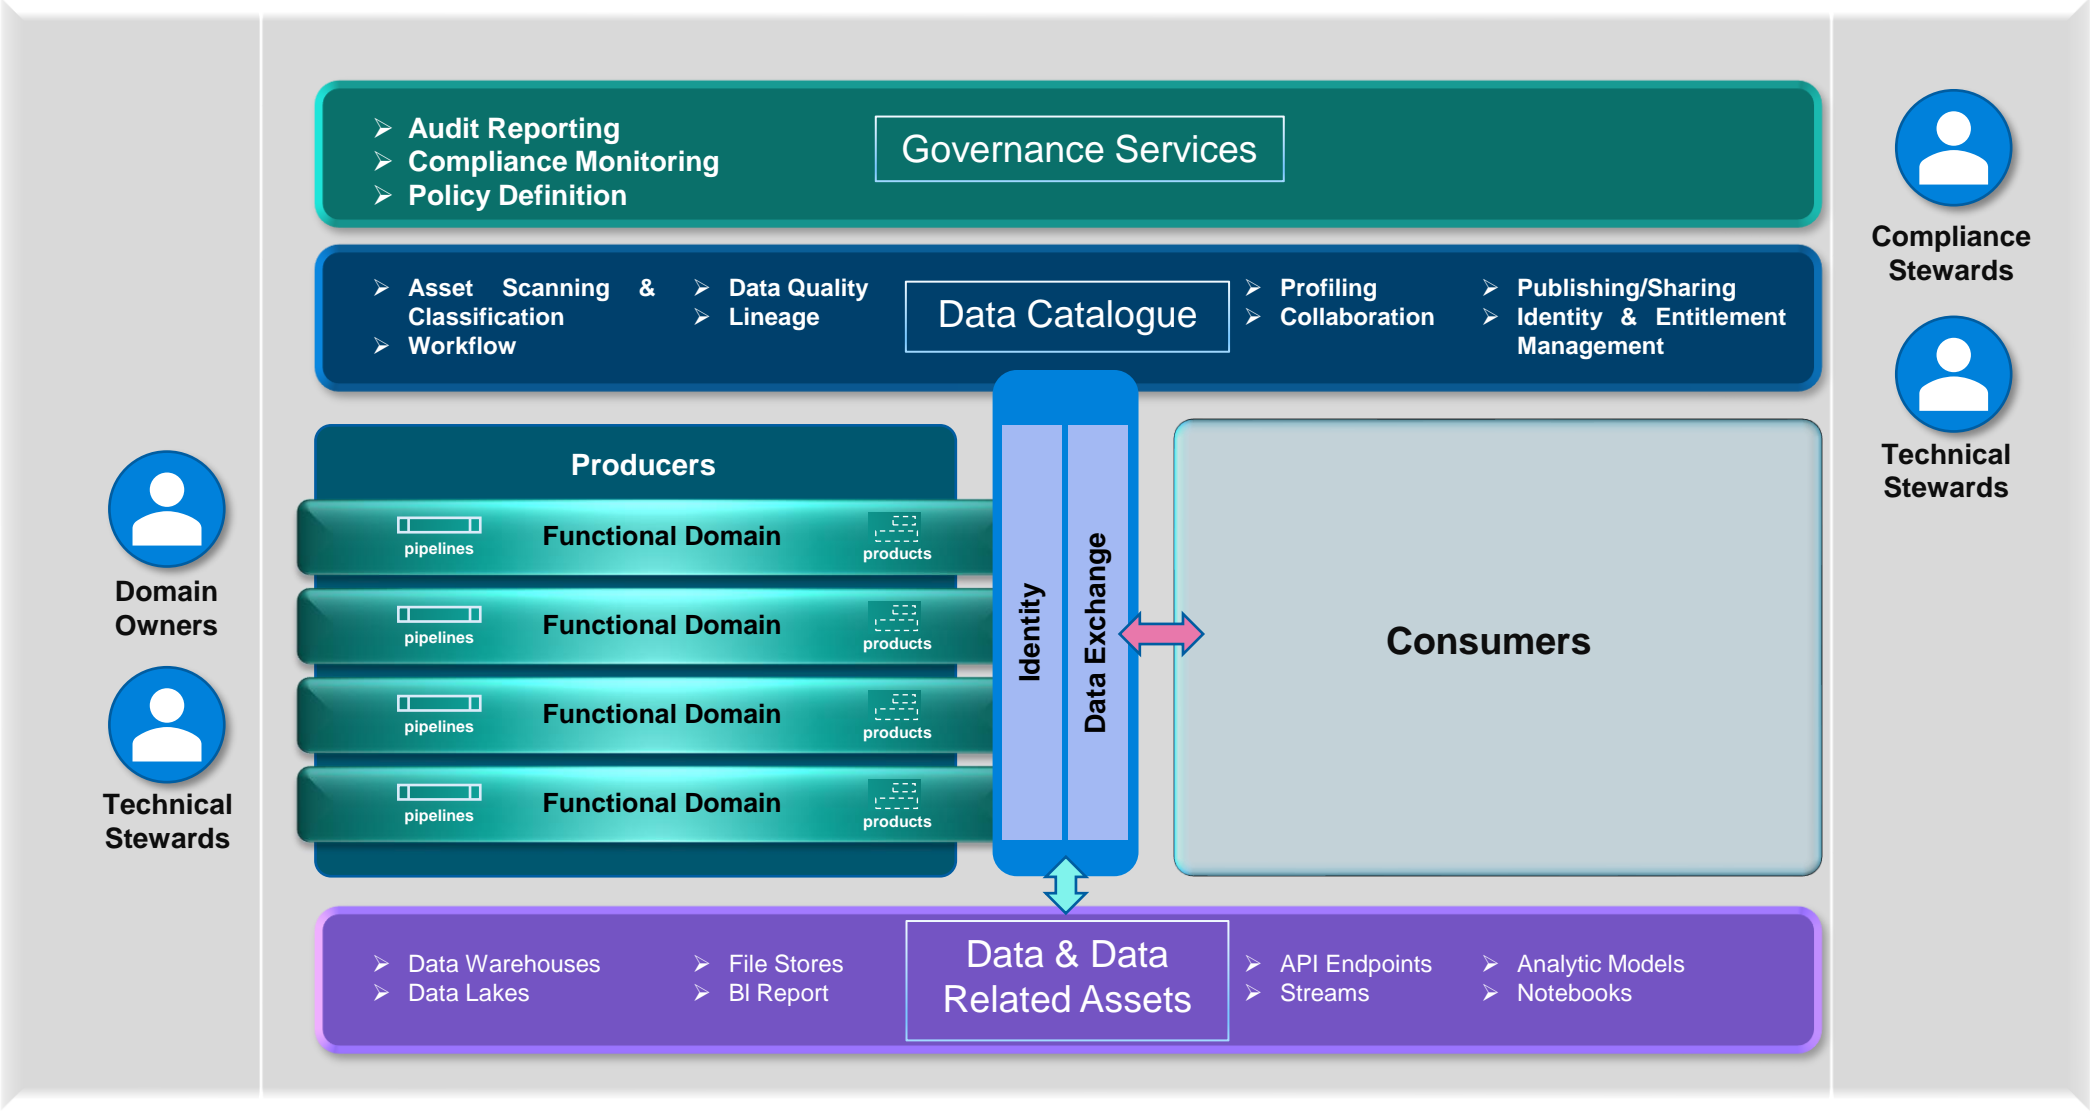 Audit Reporting
Compliance Monitoring
Policy Definition
Governance Services
Asset Scanning &
Classification
Workflow
Data Quality
Lineage
Data Catalogue
Profiling
Collaboration
Publishing/Sharing
Identity & Entitlement
Management
Compliance
Stewards
Technical
Stewards
Domain
Owners
Technical
Stewards
Producers
pipelines
Functional Domain
products
pipelines
Functional Domain
products
pipelines
Functional Domain
products
pipelines
Functional Domain
products
Identity
Data Exchange
Consumers
Data Warehouses
Data Lakes
File Stores
BI Report
Data & Data
Related Assets
API Endpoints
Streams
Analytic Models
Notebooks